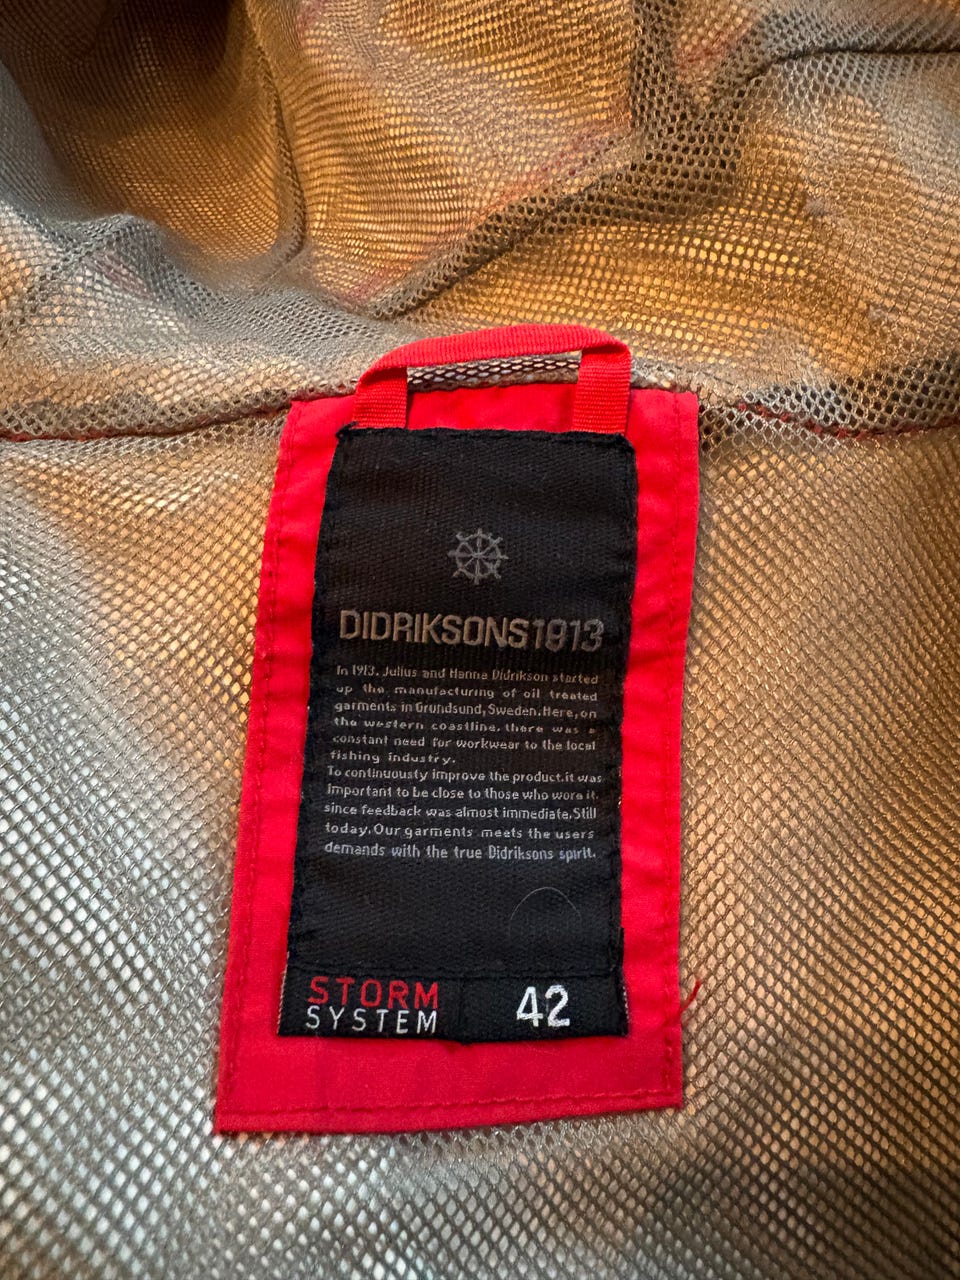 DIDRIKSONS1913
In 1913, Julius and Hanna Didrikson started
up the manufacturing of oil treated
garments in Grundsund, Sweden. Here, on
the western coastline, there was a
constant need for workwear to the local
fishing industry.
To continuously improve the product, it was
important to be close to those who wore it,
since feedback was almost immediate. Still
today. Our garments meets the users
demands with the true Didriksons spirit.
STORM
SYSTEM
42